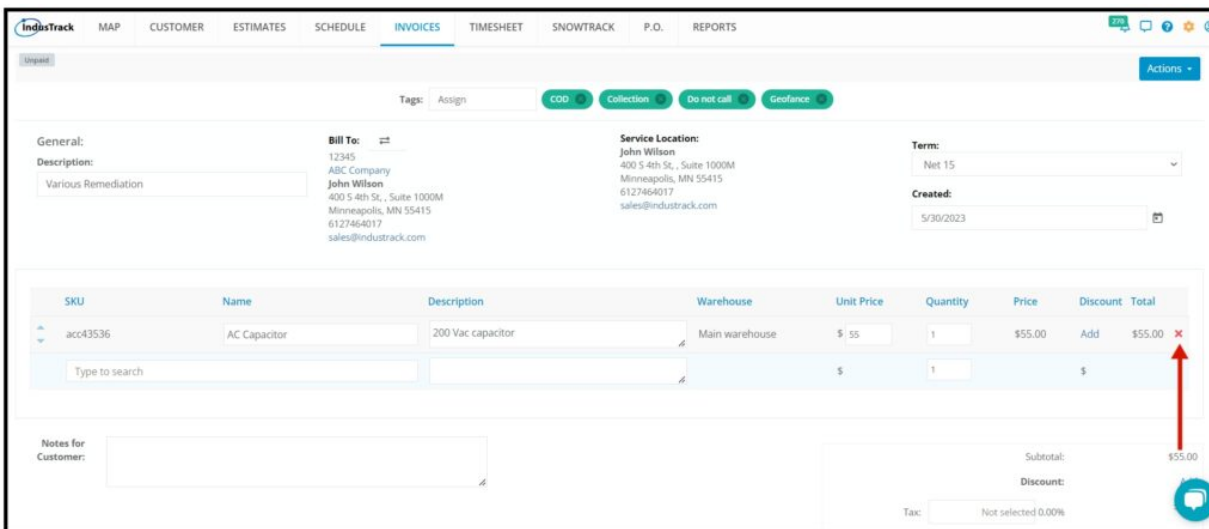 IndusTrack MAP CUSTOMER ESTIMATES SCHEDULE INVOICES TIMESHEET SNOWTRACK P.O. REPORTS 270
Unpaid
Actions
Tags: Assign COD Collection Do not call Geofance
General:
Description:
Various Remediation
Bill To:
12345
ABC Company
John Wilson
400 S 4th St, , Suite 1000M
Minneapolis, MN 55415
6127464017
sales@industrack.com
Service Location:
John Wilson
400 S 4th St, , Suite 1000M
Minneapolis, MN 55415
6127464017
sales@industrack.com
Term:
Net 15
Created:
5/30/2023
SKU Name Description Warehouse Unit Price Quantity Price Discount Total
acc43536 AC Capacitor 200 Vac capacitor Main warehouse $ 55 1 $55.00 Add $55.00
Type to search $ 1 $
Notes for
Customer:
Subtotal: $55.00
Discount:
Tax: Not selected 0.00%